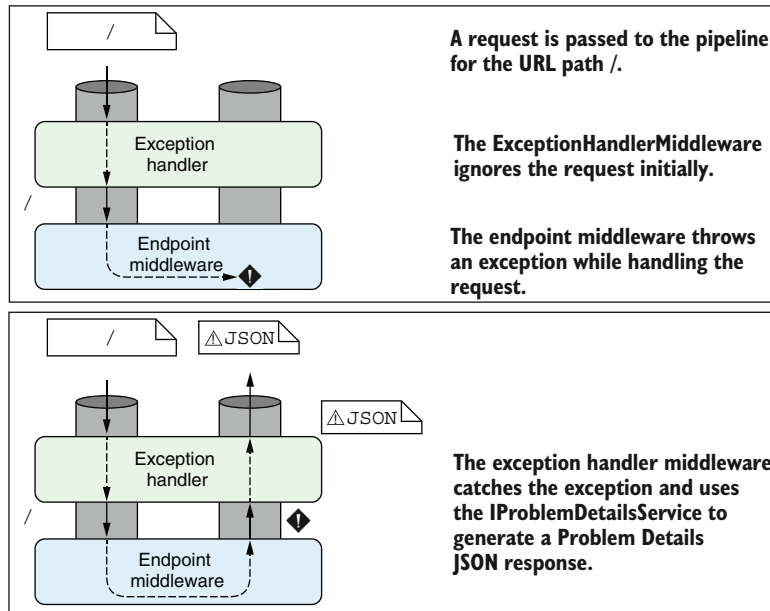 /
A request is passed to the pipeline
for the URL path /.
Exception
handler
The ExceptionHandlerMiddleware
ignores the request initially.
/
Endpoint
middleware
The endpoint middleware throws
an exception while handling the
request.
/
⚠JSON
⚠JSON
Exception
handler
The exception handler middleware
catches the exception and uses
the IProblemDetailsService to
generate a Problem Details
JSON response.
/
Endpoint
middleware